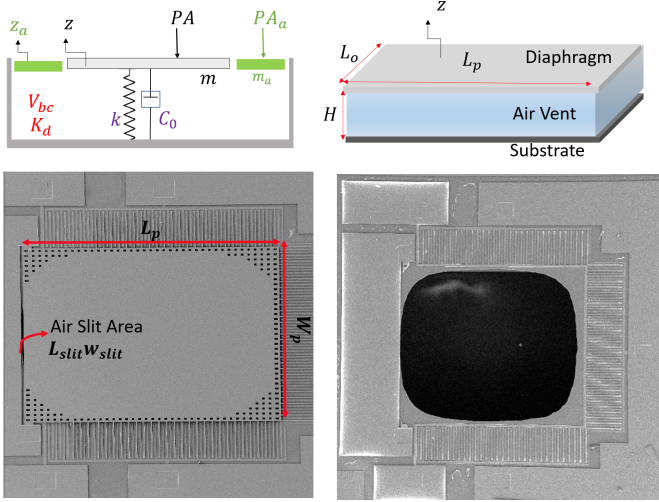 z_a
z
PA
PA_a
m
m_a
V_bc
K_d
k
C_0
z
L_o
L_p
Diaphragm
H
Air Vent
Substrate
L_p
Air Slit Area
L_slit w_slit
W_p